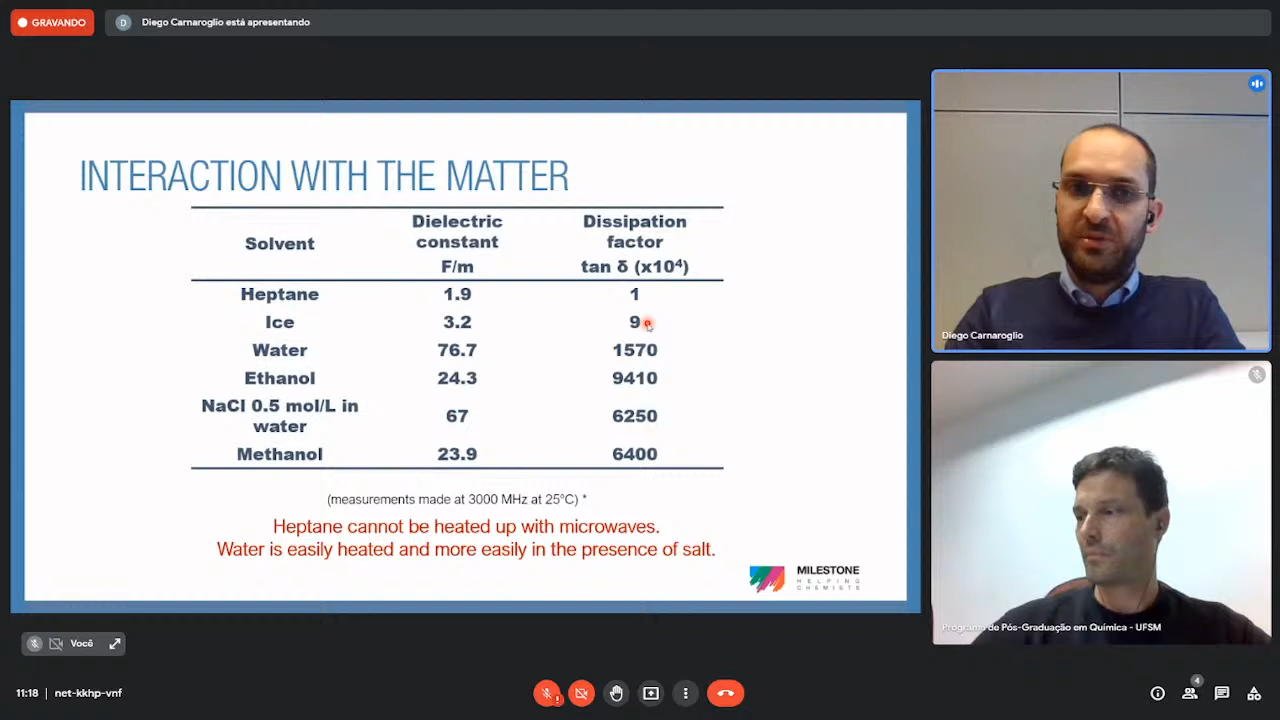 GRAVANDO
D
Diego Carnaroglio está apresentando
INTERACTION WITH THE MATTER
Solvent
Dielectric constant
F/m
Dissipation factor
tan δ (x10⁴)
Heptane 1.9 1
Ice 3.2 9
Water 76.7 1570
Ethanol 24.3 9410
NaCl 0.5 mol/L in
water 67 6250
Methanol 23.9 6400
(measurements made at 3000 MHz at 25°C) *
Heptane cannot be heated up with microwaves.
Water is easily heated and more easily in the presence of salt.
MILESTONE
HELPING
CHEMISTS
Diego Carnaroglio
Programa de Pós-Graduação em Química - UFSM
Você
11:18 | net-kkhp-vnf
4